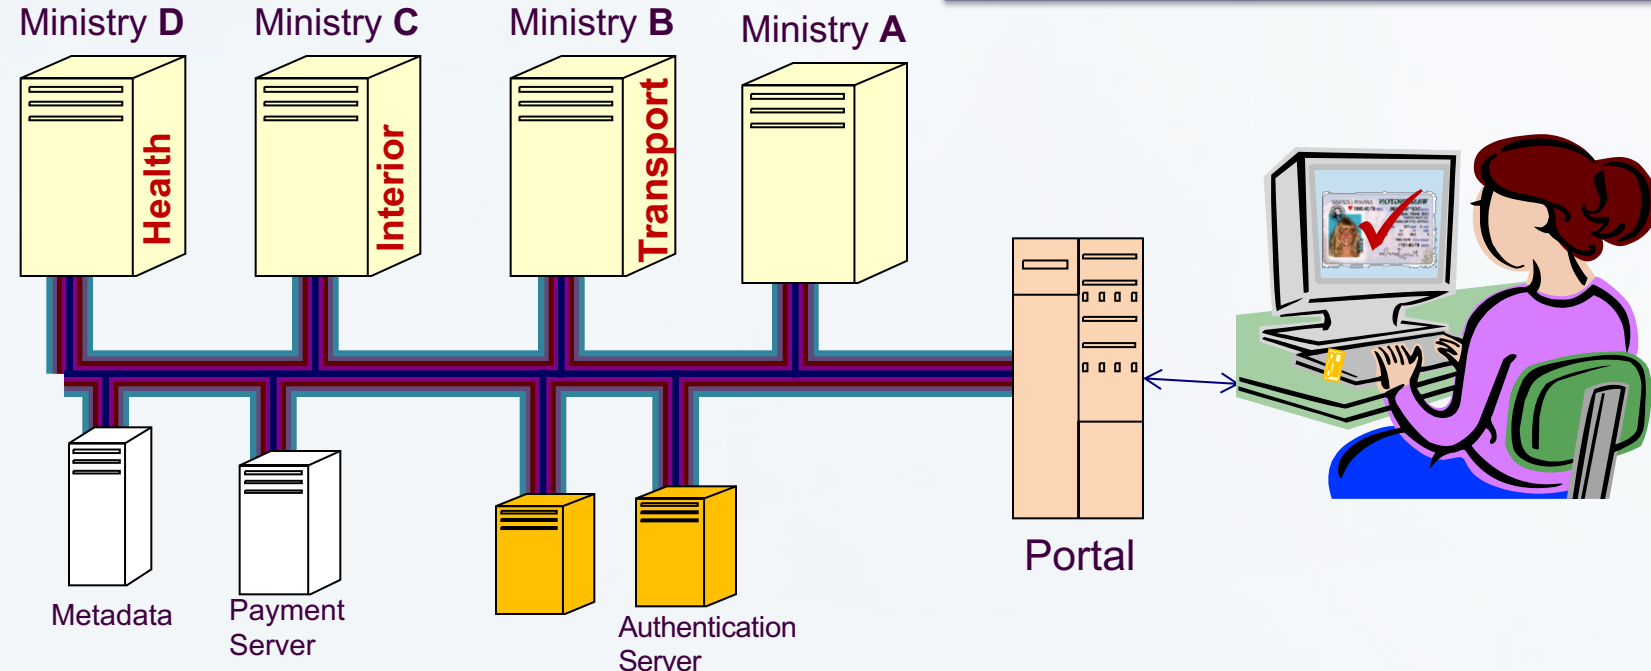 Ministry D
Ministry C
Ministry B
Ministry A
Health
Interior
Transport
Portal
Metadata
Payment
Server
Authentication
Server